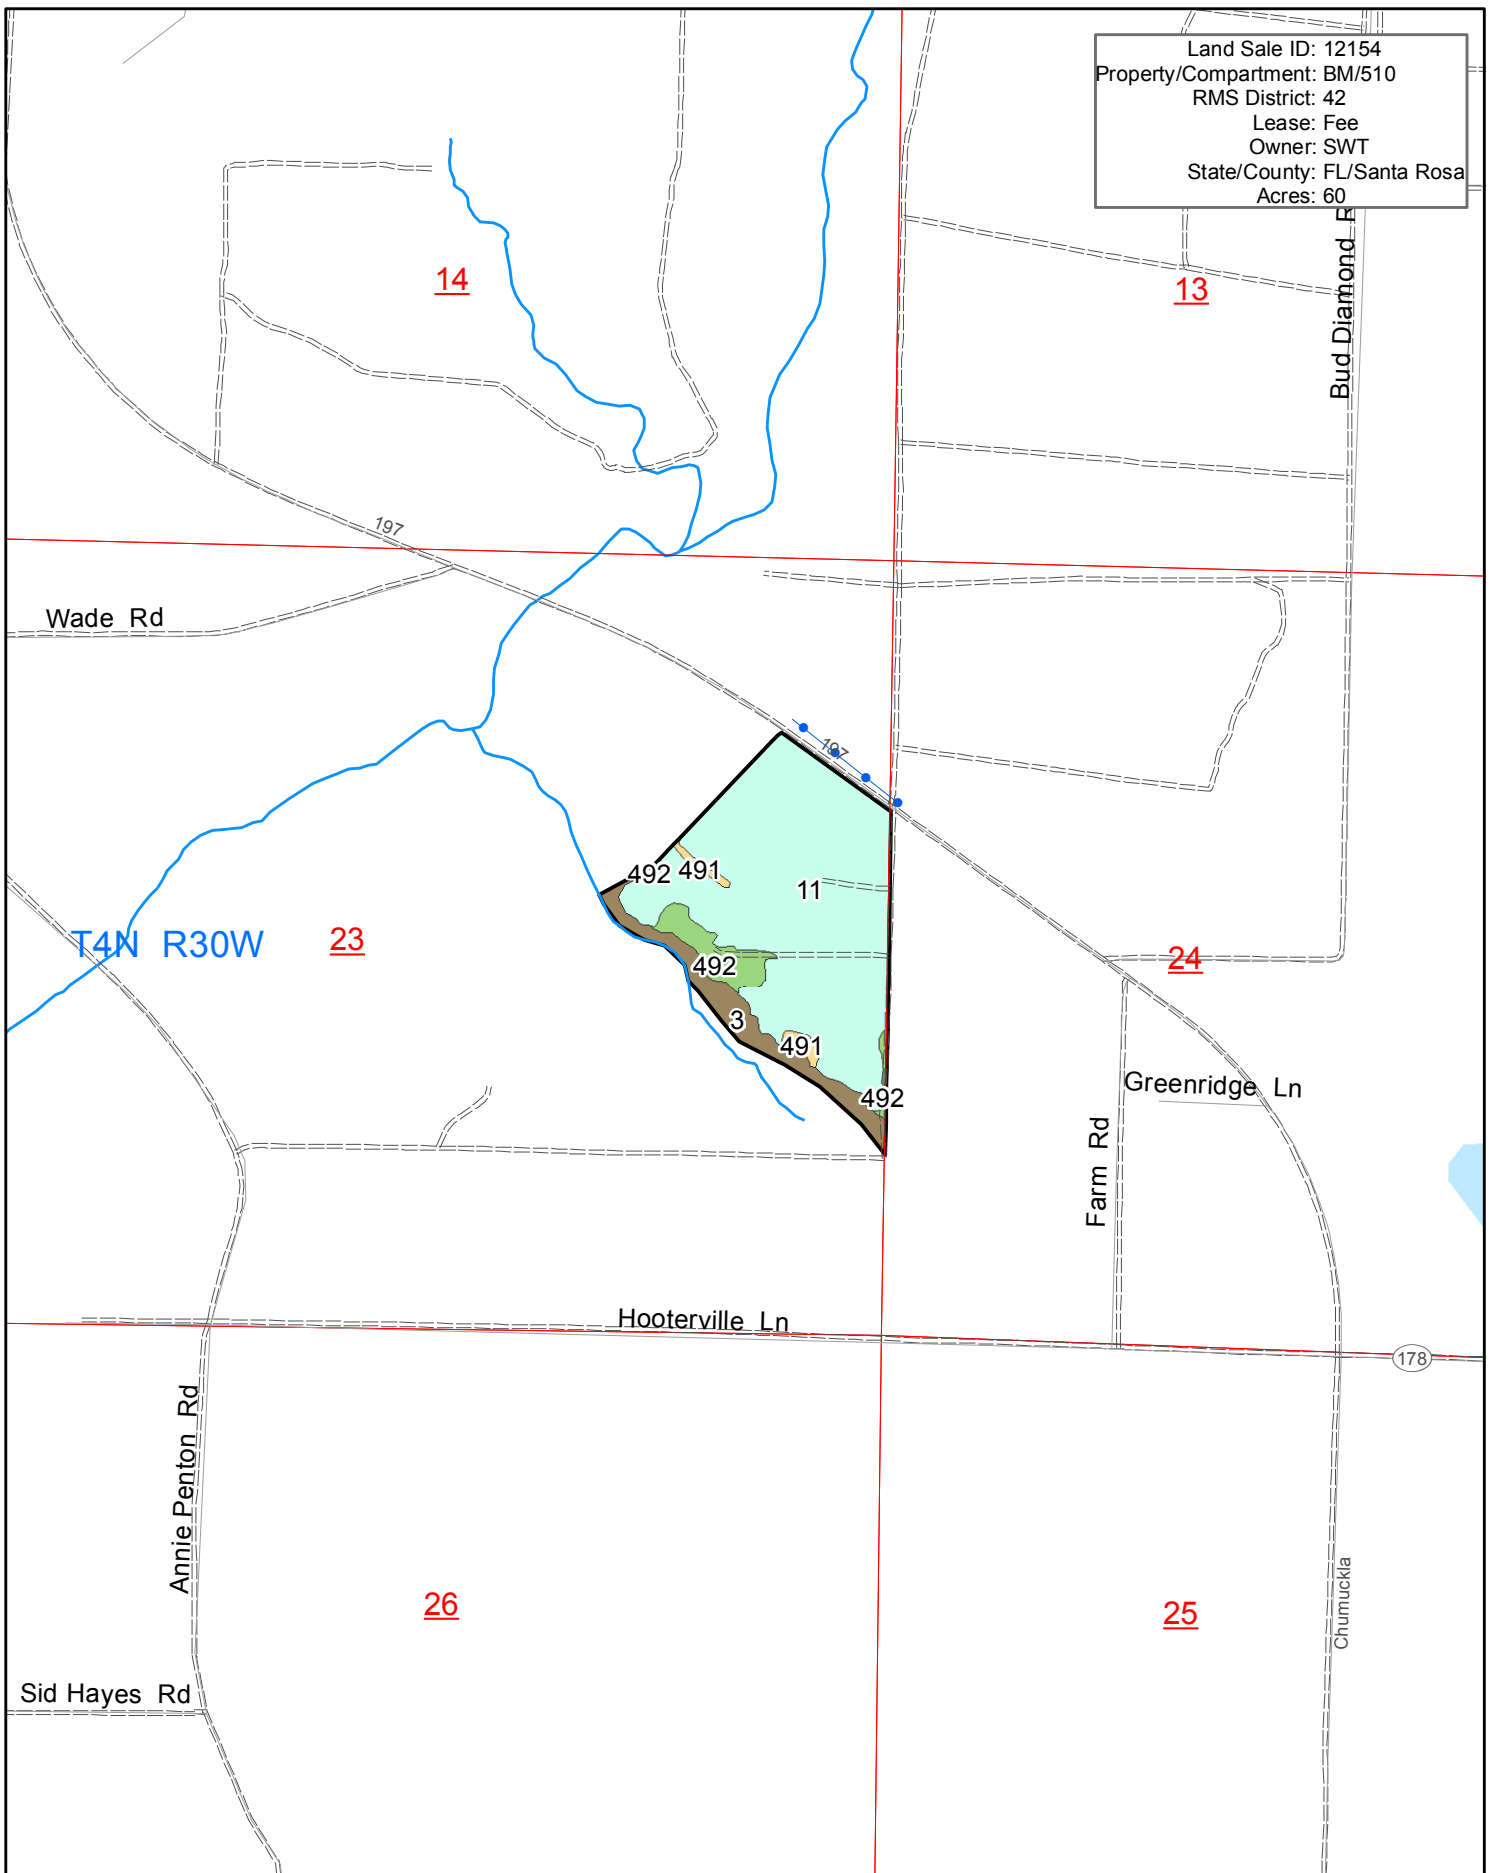 Land Sale ID: 12154
Property/Compartment: BM/510
RMS District: 42
Lease: Fee
Owner: SWT
State/County: FL/Santa Rosa
Acres: 60
14
13
Bud Diamond R
197
Wade Rd
197
492
491
11
T4N R30W
23
492
24
3
491
492
Greenridge Ln
Farm Rd
Hooterville Ln
178
Annie Penton Rd
26
25
Chumuckla
Sid Hayes Rd